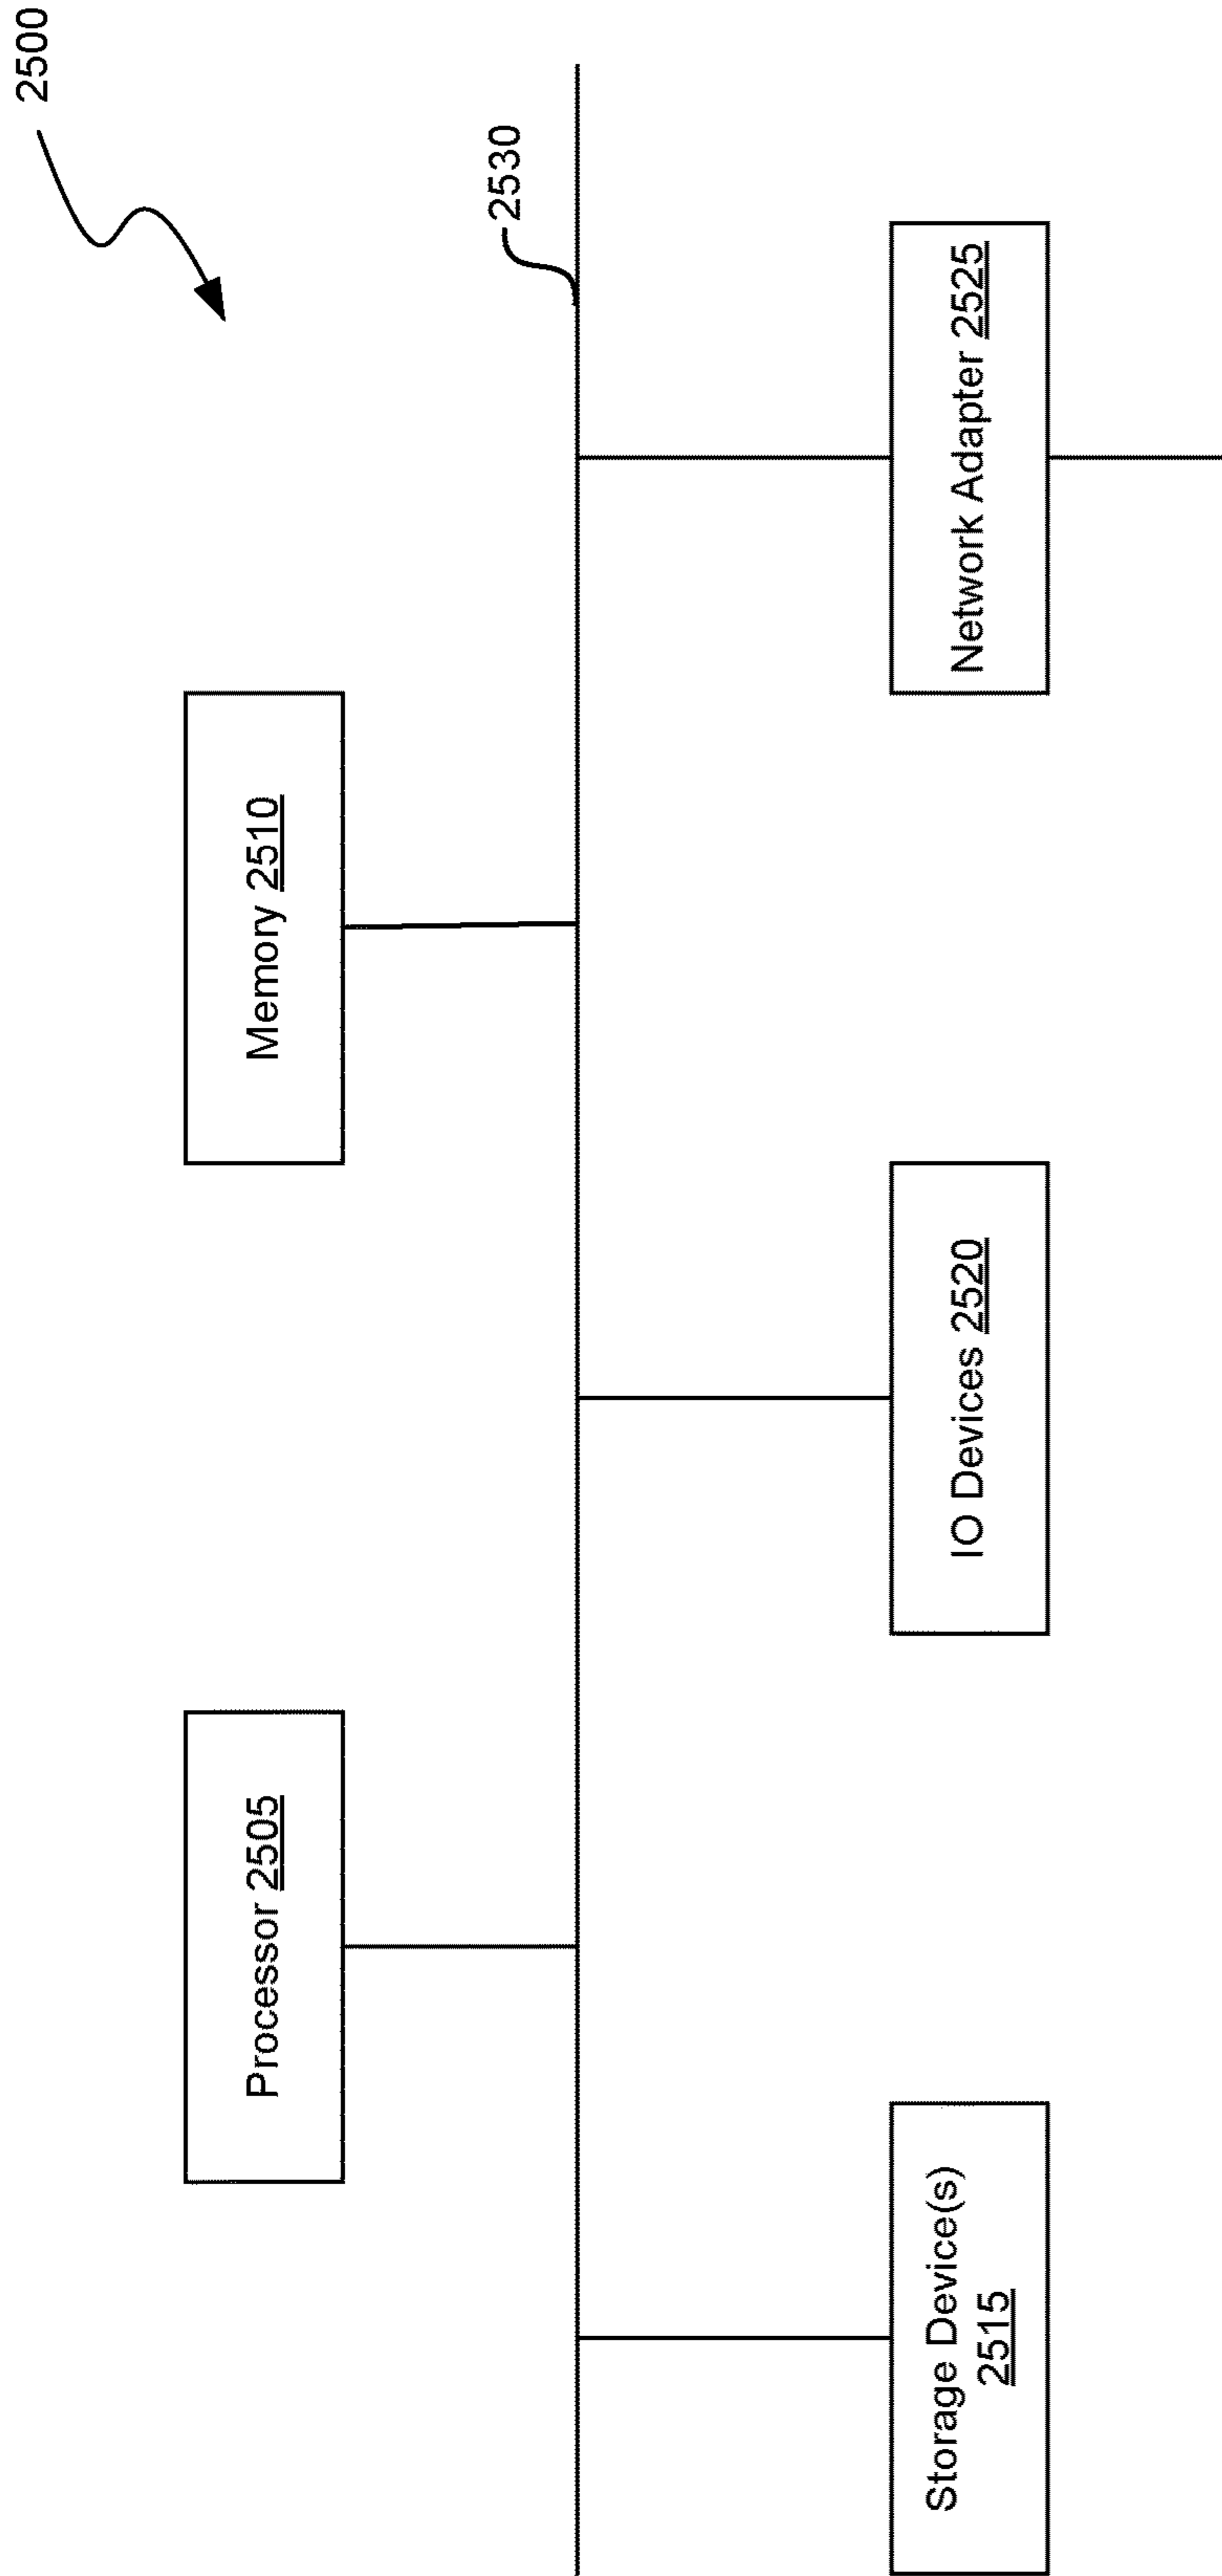 2500
Processor 2505
Memory 2510
2530
Storage Device(s)
2515
IO Devices 2520
Network Adapter 2525